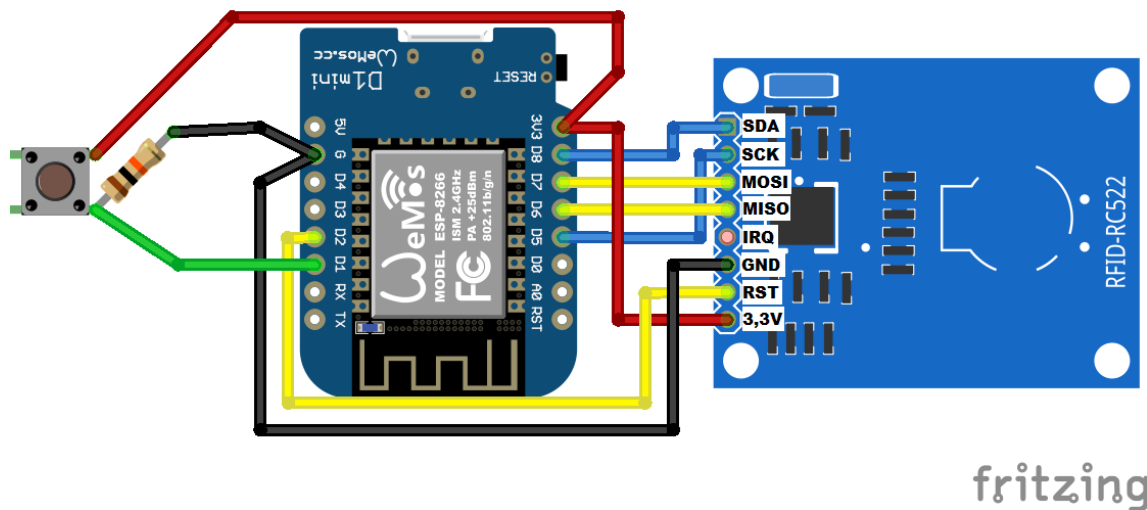 WeMos.cc
D1mini
RESET
5V
G
D4
D3
D2
D1
RX
TX
3V3
D8
D7
D6
D5
D0
A0
RST
WeMos
MODEL ESP-8266
ISM 2.4GHz
PA +25dBm
802.11b/g/n
FC
SDA
SCK
MOSI
MISO
IRQ
GND
RST
3,3V
RFID-RC522
fritzing